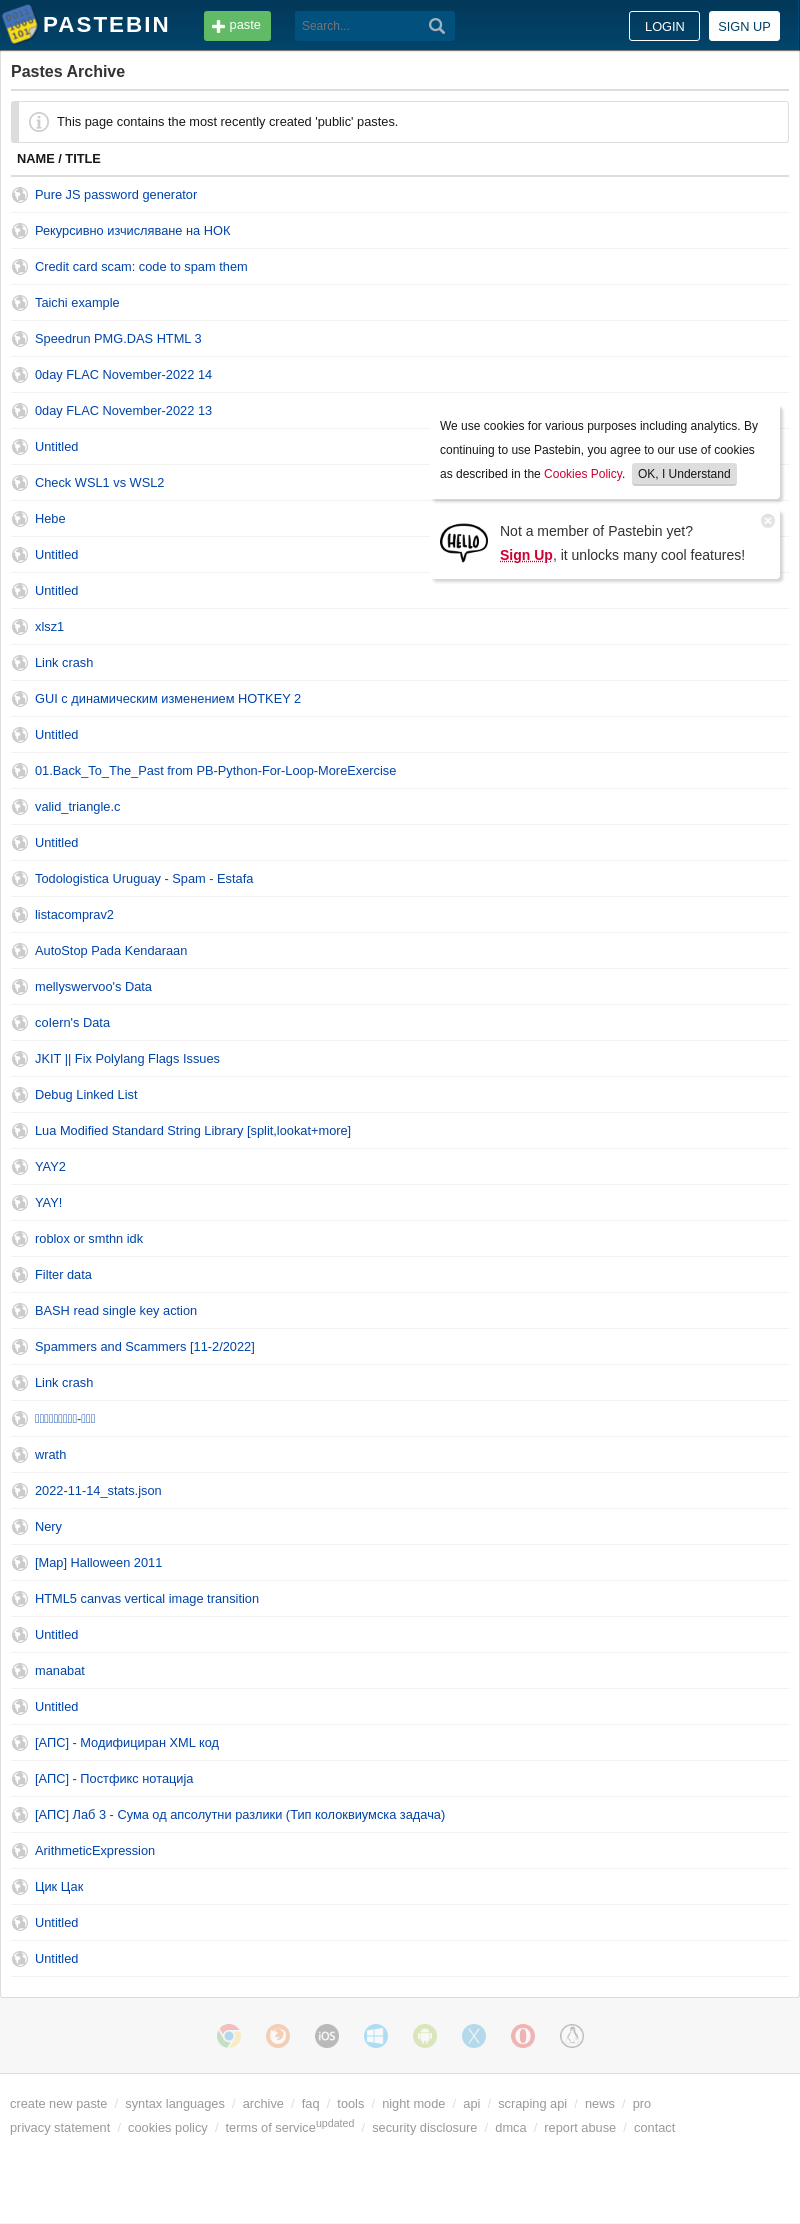 PASTEBIN
paste
Search...
LOGIN
SIGN UP
Pastes Archive
This page contains the most recently created 'public' pastes.
NAME / TITLE
Pure JS password generator
Рекурсивно изчисляване на НОК
Credit card scam: code to spam them
Taichi example
Speedrun PMG.DAS HTML 3
0day FLAC November-2022 14
0day FLAC November-2022 13
Untitled
Check WSL1 vs WSL2
Hebe
Untitled
Untitled
We use cookies for various purposes including analytics. By
continuing to use Pastebin, you agree to our use of cookies
as described in the Cookies Policy. OK, I Understand
HELLO
Not a member of Pastebin yet?
Sign Up, it unlocks many cool features!
xlsz1
Link crash
GUI с динамическим изменением HOTKEY 2
Untitled
01.Back_To_The_Past from PB-Python-For-Loop-MoreExercise
valid_triangle.c
Untitled
Todologistica Uruguay - Spam - Estafa
listacomprav2
AutoStop Pada Kendaraan
mellyswervoo's Data
colern's Data
JKIT || Fix Polylang Flags Issues
Debug Linked List
Lua Modified Standard String Library [split,lookat+more]
YAY2
YAY!
roblox or smthn idk
Filter data
BASH read single key action
Spammers and Scammers [11-2/2022]
Link crash
wrath
2022-11-14_stats.json
Nery
[Map] Halloween 2011
HTML5 canvas vertical image transition
Untitled
manabat
Untitled
[АПС] - Модифициран XML код
[АПС] - Постфикс нотација
[АПС] Лаб 3 - Сума од апсолутни разлики (Тип колоквиумска задача)
ArithmeticExpression
Цик Цак
Untitled
Untitled
iOS
create new paste / syntax languages / archive / faq / tools / night mode / api / scraping api / news / pro
privacy statement / cookies policy / terms of service updated / security disclosure / dmca / report abuse / contact